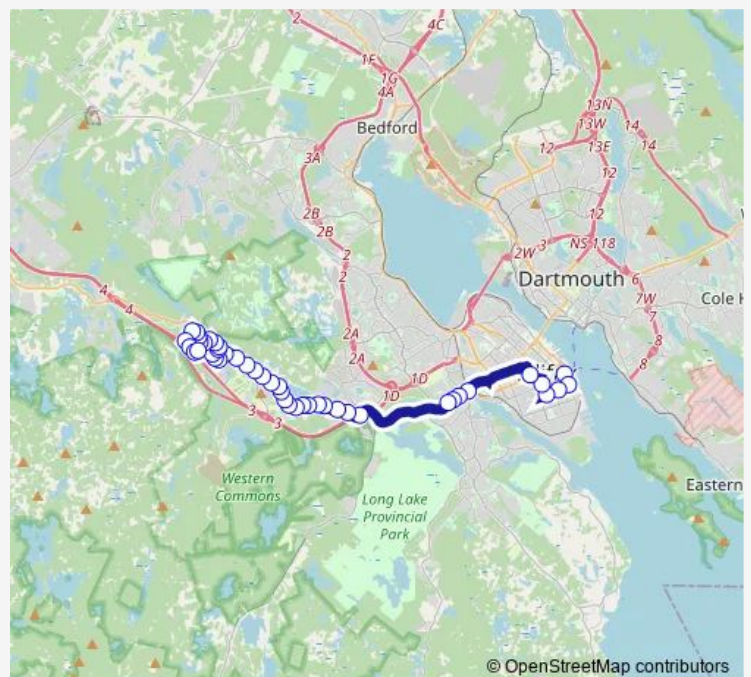 2
4C
1F
1G
4A
Bedford
13N
13W
14
12
13E
14
3A
12
2B
2B
12
2
2W
3
NS 118
2
Dartmouth
6
4
4
7W
Cole H
7
2A
8
2A
8
1D
1D
3
3
Western
Commons
Long Lake
Provincial
Park
Eastern
© OpenStreetMap contributors